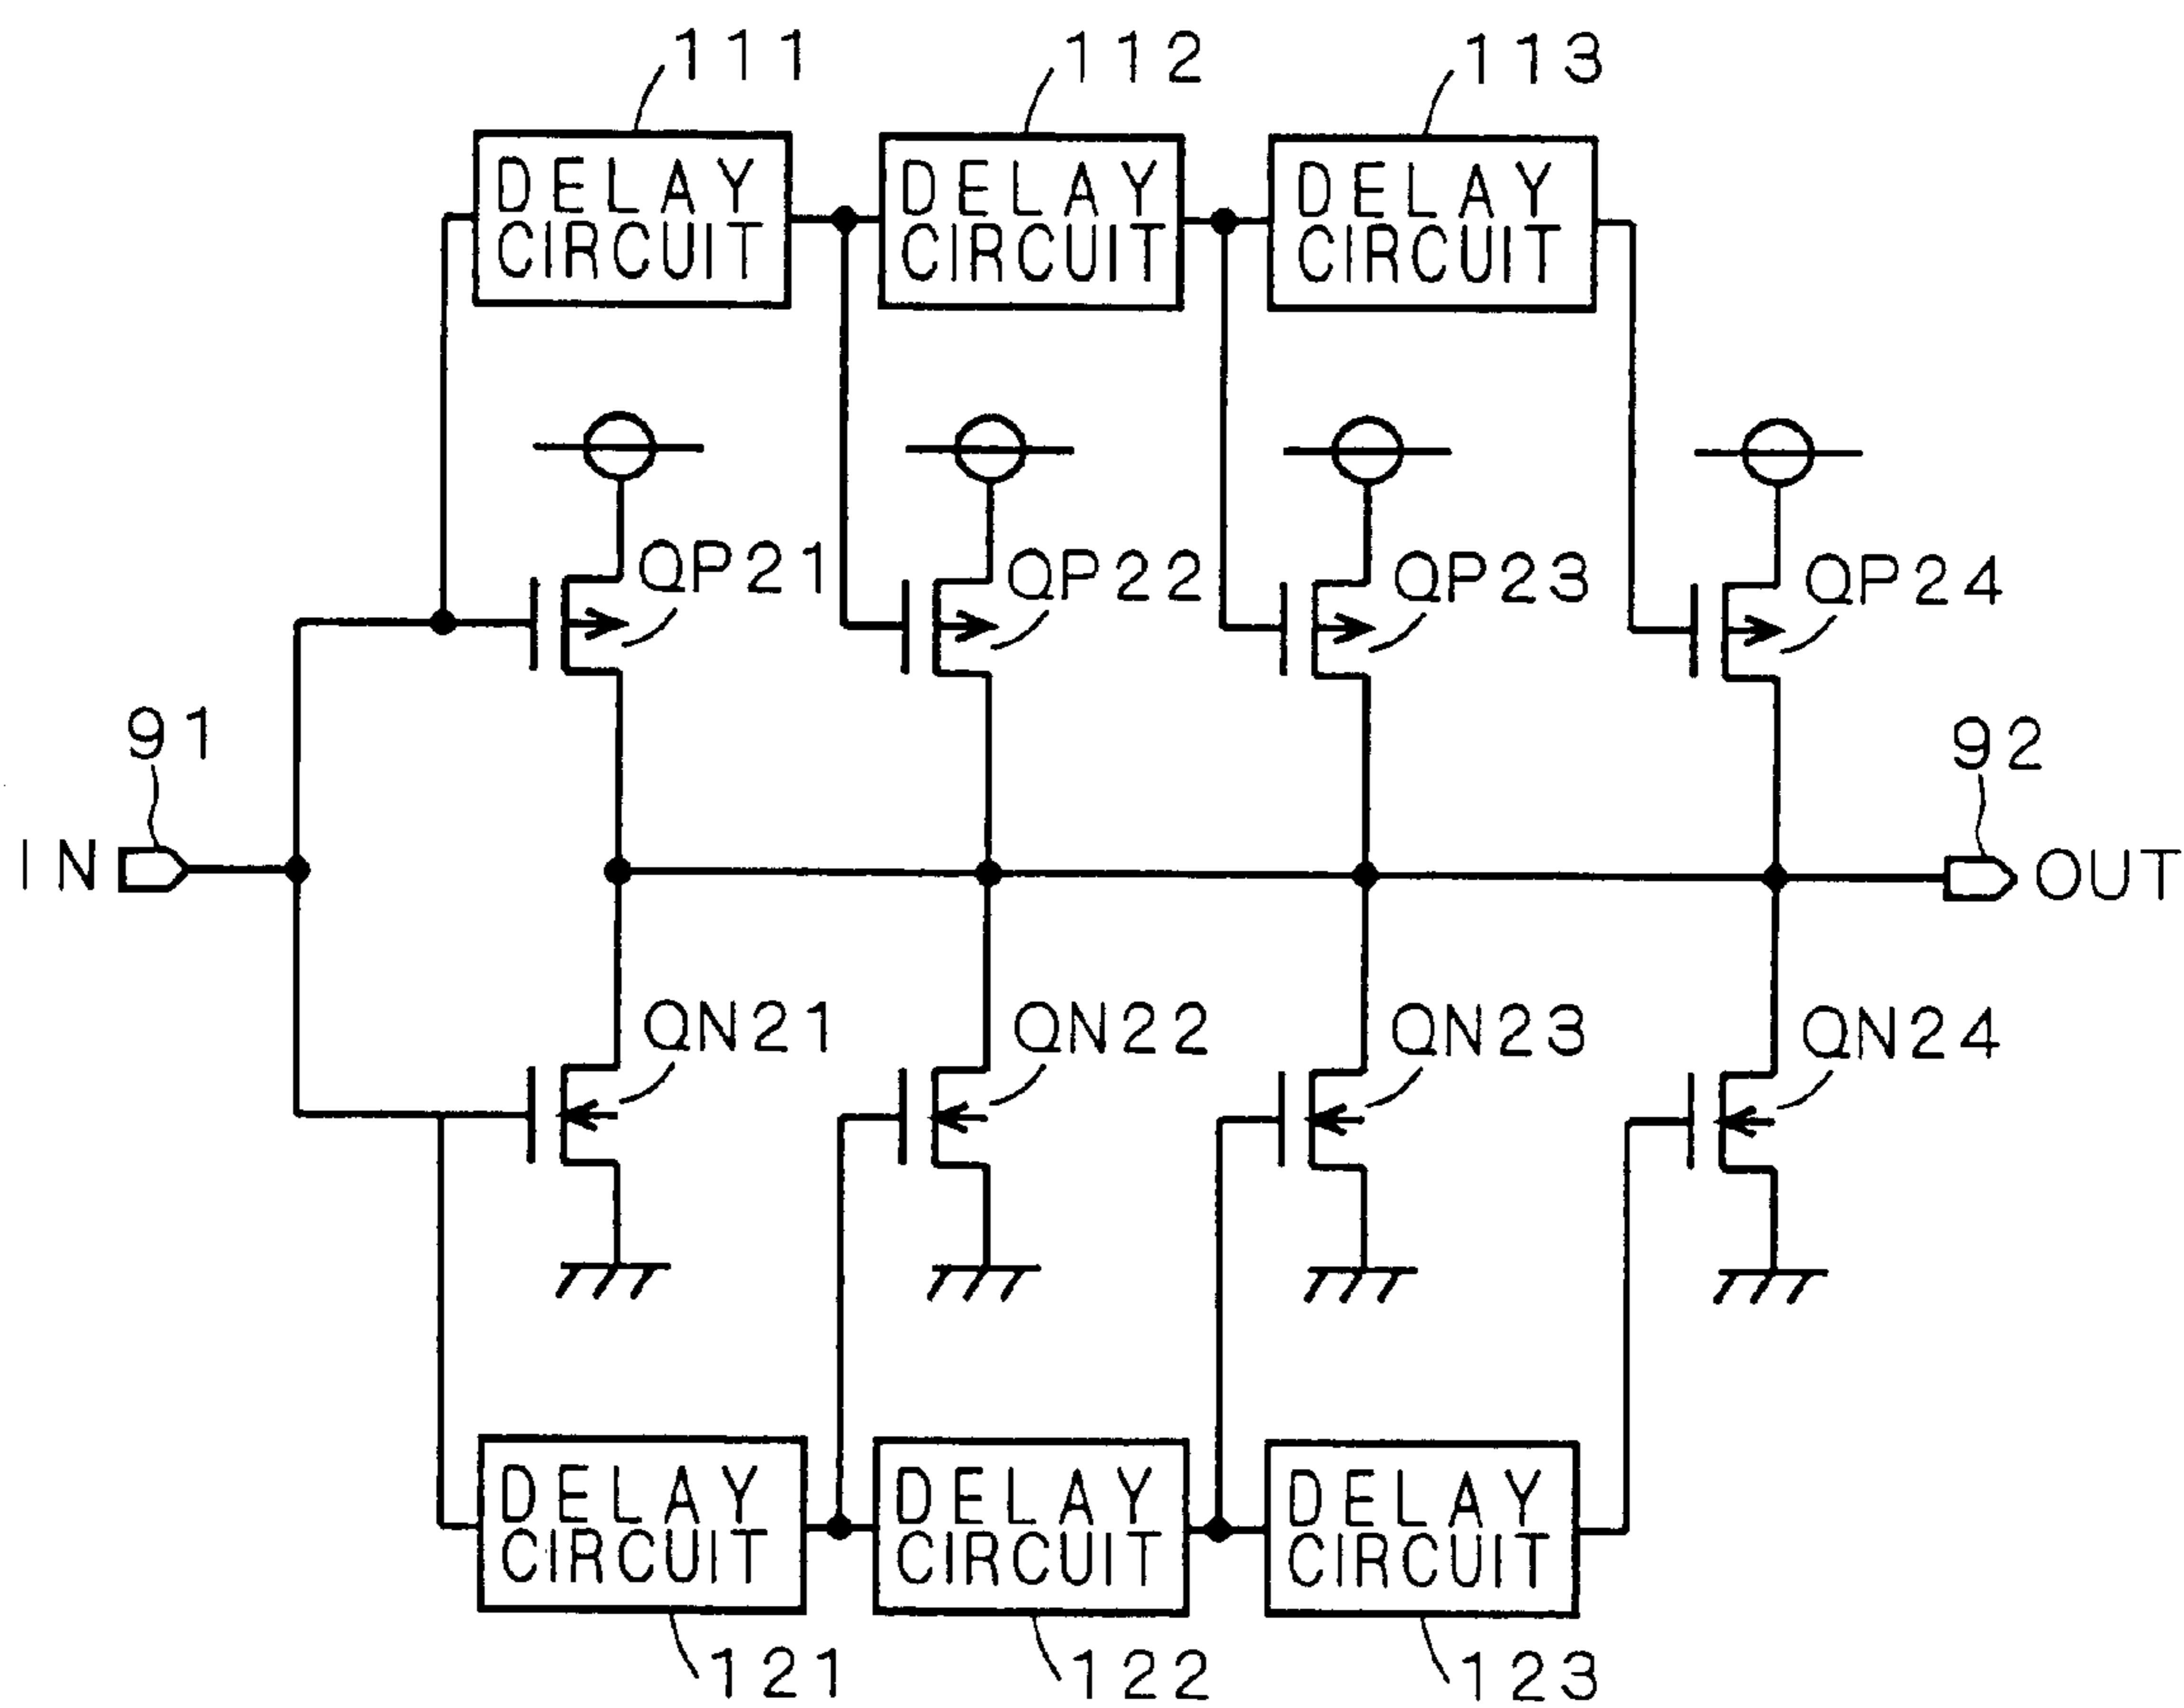 111
112
113
DELAY
CIRCUIT
DELAY
CIRCUIT
DELAY
CIRCUIT
QP21
QP22
QP23
QP24
91
92
IN
OUT
QN21
QN22
QN23
QN24
DELAY
CIRCUIT
DELAY
CIRCUIT
DELAY
CIRCUIT
121
122
123